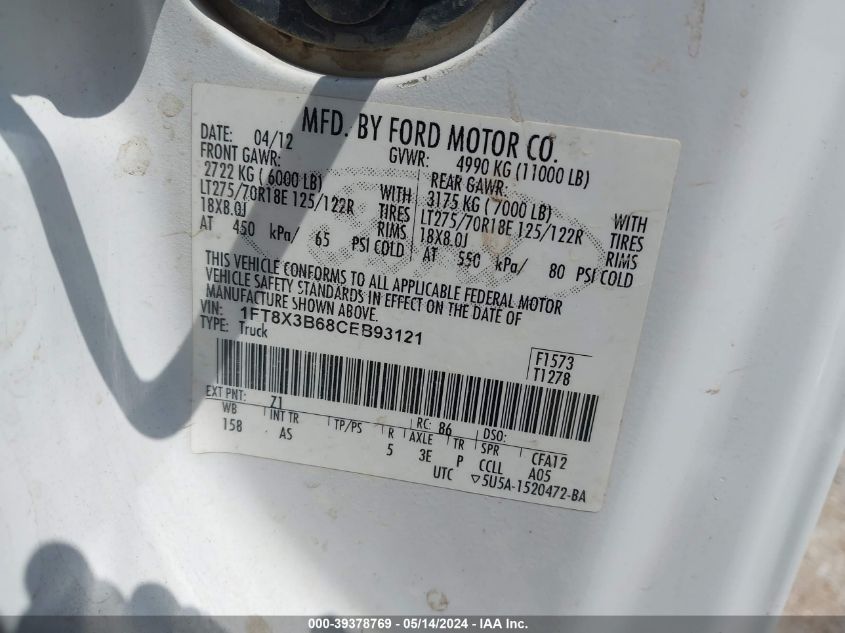 MFD. BY FORD MOTOR CO.
DATE: 04/12 GVWR: 4990 KG (11000 LB)
FRONT GAWR: REAR GAWR:
2722 KG (6000 LB) WITH 3175 KG (7000 LB) WITH
LT275/70R18E 125/122R TIRES LT275/70R18E 125/122R TIRES
18X8.0J RIMS 18X8.0J RIMS
AT 450 kPa/ 65 PSI COLD AT 550 kPa/ 80 PSI COLD
THIS VEHICLE CONFORMS TO ALL APPLICABLE FEDERAL MOTOR
VEHICLE SAFETY STANDARDS IN EFFECT ON THE DATE OF
MANUFACTURE SHOWN ABOVE.
VIN: 1FT8X3B68CEB93121
TYPE: Truck
F1573
T1278
EXT PNT: Z1 RC: 86 DSO:
WB INT TR TP/PS R AXLE TR SPR CFA12
158 AS 5 3E P CCLL A05
UTC ▽5U5A-1520472-BA
000-39378769 - 05/14/2024 - IAA Inc.